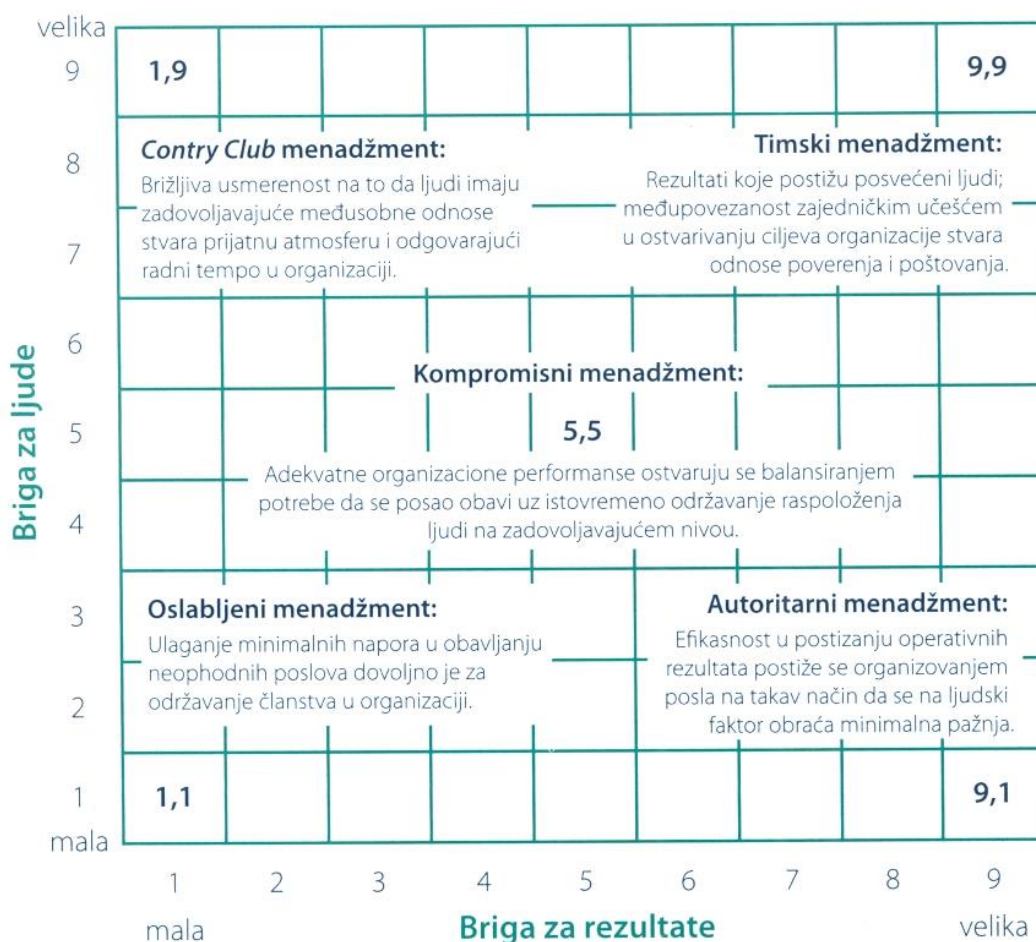 velika
9
1,9
9,9
8
Contry Club menadžment:
Brižljiva usmerenost na to da ljudi imaju
zadovoljavajuće međusobne odnose
stvara prijatnu atmosferu i odgovarajući
radni tempo u organizaciji.
Timski menadžment:
Rezultati koje postižu posvećeni ljudi;
međupovezanost zajedničkim učešćem
u ostvarivanju ciljeva organizacije stvara
odnose poverenja i poštovanja.
7
6
Briga za ljude
Kompromisni menadžment:
5
5,5
Adekvatne organizacione performanse ostvaruju se balansiranjem
potrebe da se posao obavi uz istovremeno održavanje raspoloženja
ljudi na zadovoljavajućem nivou.
4
3
Oslabljeni menadžment:
Ulaganje minimalnih napora u obavljanju
neophodnih poslova dovoljno je za
održavanje članstva u organizaciji.
Autoritarni menadžment:
Efikasnost u postizanju operativnih
rezultata postiže se organizovanjem
posla na takav način da se na ljudski
faktor obraća minimalna pažnja.
2
1
1,1
9,1
mala
1 2 3 4 5 6 7 8 9
mala
Briga za rezultate
velika